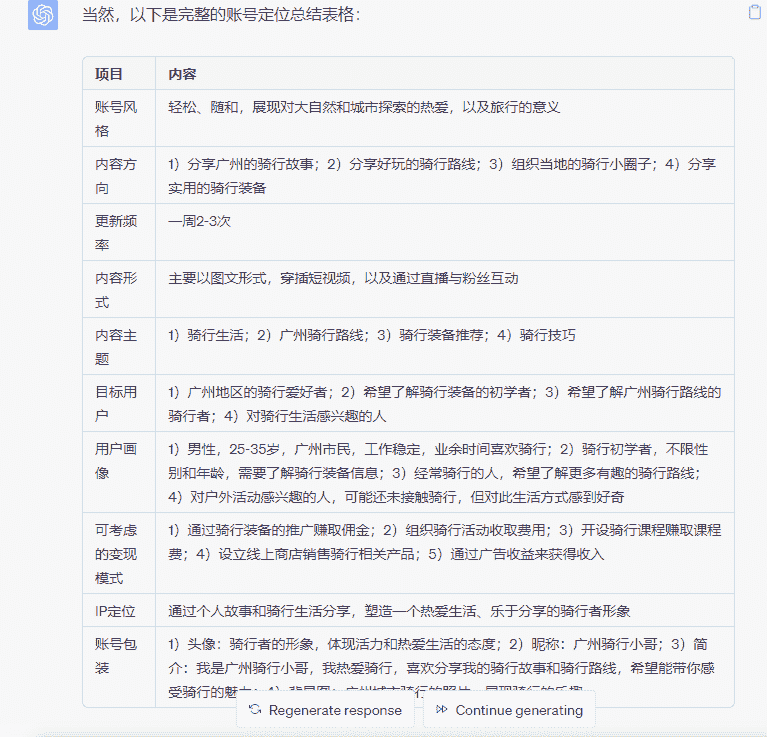 当然，以下是完整的账号定位总结表格：
项目 内容
账号风格 轻松、随和，展现对大自然和城市探索的热爱，以及旅行的意义
内容方向 1）分享广州的骑行故事；2）分享好玩的骑行路线；3）组织当地的骑行小圈子；4）分享
实用的骑行装备
更新频率 一周2-3次
内容形式 主要以图文形式，穿插短视频，以及通过直播与粉丝互动
内容主题 1）骑行生活；2）广州骑行路线；3）骑行装备推荐；4）骑行技巧
目标用户 1）广州地区的骑行爱好者；2）希望了解骑行装备的初学者；3）希望了解广州骑行路线的
骑行者；4）对骑行生活感兴趣的人
用户画像 1）男性，25-35岁，广州市民，工作稳定，业余时间喜欢骑行；2）骑行初学者，不限性
别和年龄，需要了解骑行装备信息；3）经常骑行的人，希望了解更多有趣的骑行路线；
4）对户外活动感兴趣的人，可能还未接触骑行，但对此生活方式感到好奇
可考虑的变现模式 1）通过骑行装备的推广赚取佣金；2）组织骑行活动收取费用；3）开设骑行课程赚取课程
费；4）设立线上商店销售骑行相关产品；5）通过广告收益来获得收入
IP定位 通过个人故事和骑行生活分享，塑造一个热爱生活、乐于分享的骑行者形象
账号包装 1）头像：骑行者的形象，体现活力和热爱生活的态度；2）昵称：广州骑行小哥；3）简
介：我是广州骑行小哥，我热爱骑行，喜欢分享我的骑行故事和骑行路线，希望能带你感
受骑行的魅力
Regenerate response
Continue generating